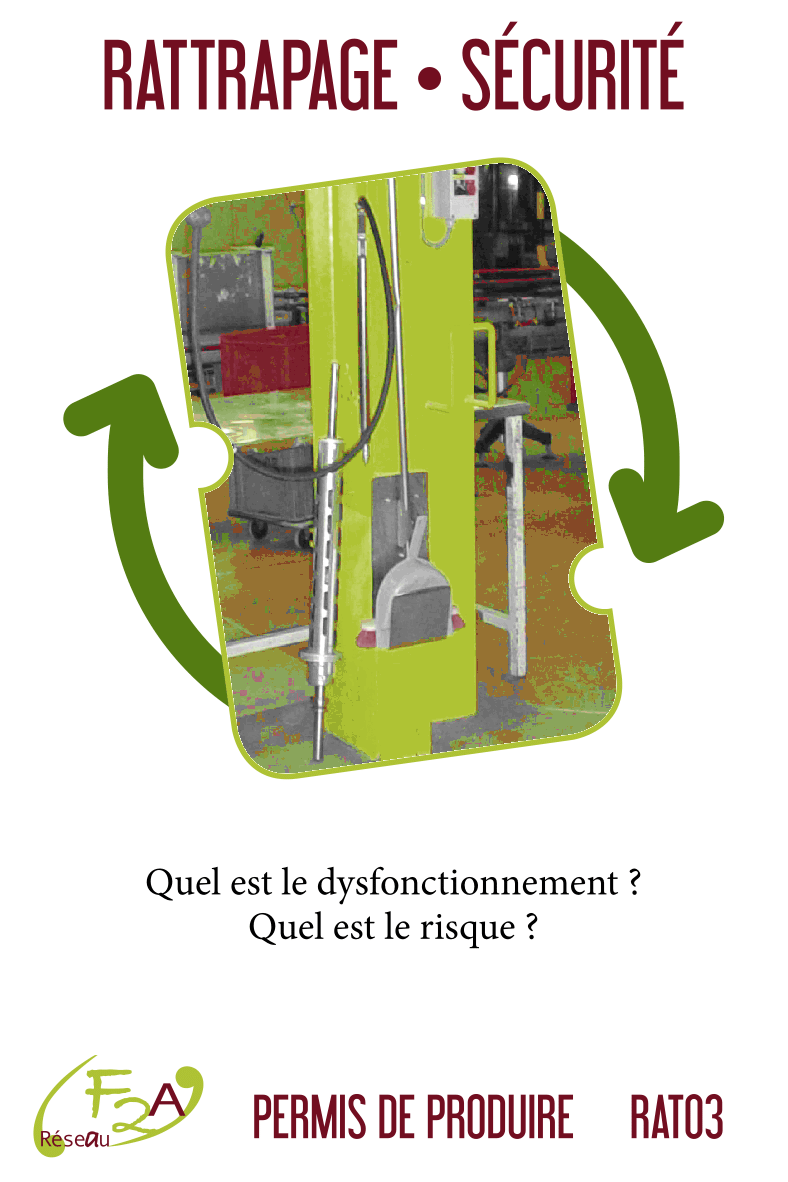 RATTRAPAGE • SÉCURITÉ
Quel est le dysfonctionnement ?
Quel est le risque ?
F2A
Réseau
PERMIS DE PRODUIRE RAT03